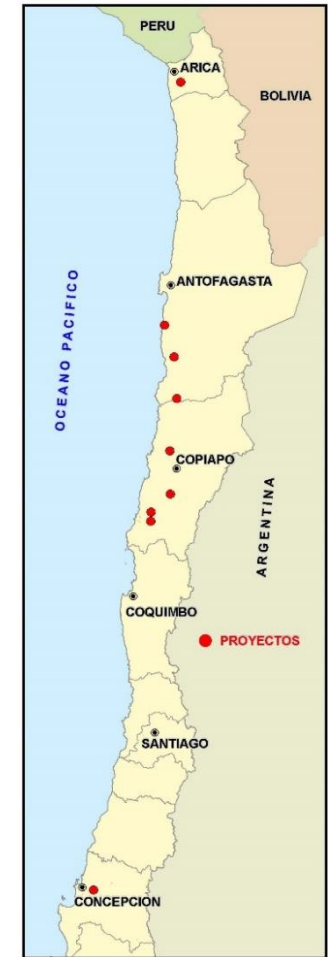 PERU
ARICA
BOLIVIA
ANTOFAGASTA
OCEANO PACIFICO
COPIAPO
ARGENTINA
COQUIMBO
PROYECTOS
SANTIAGO
CONCEPCION